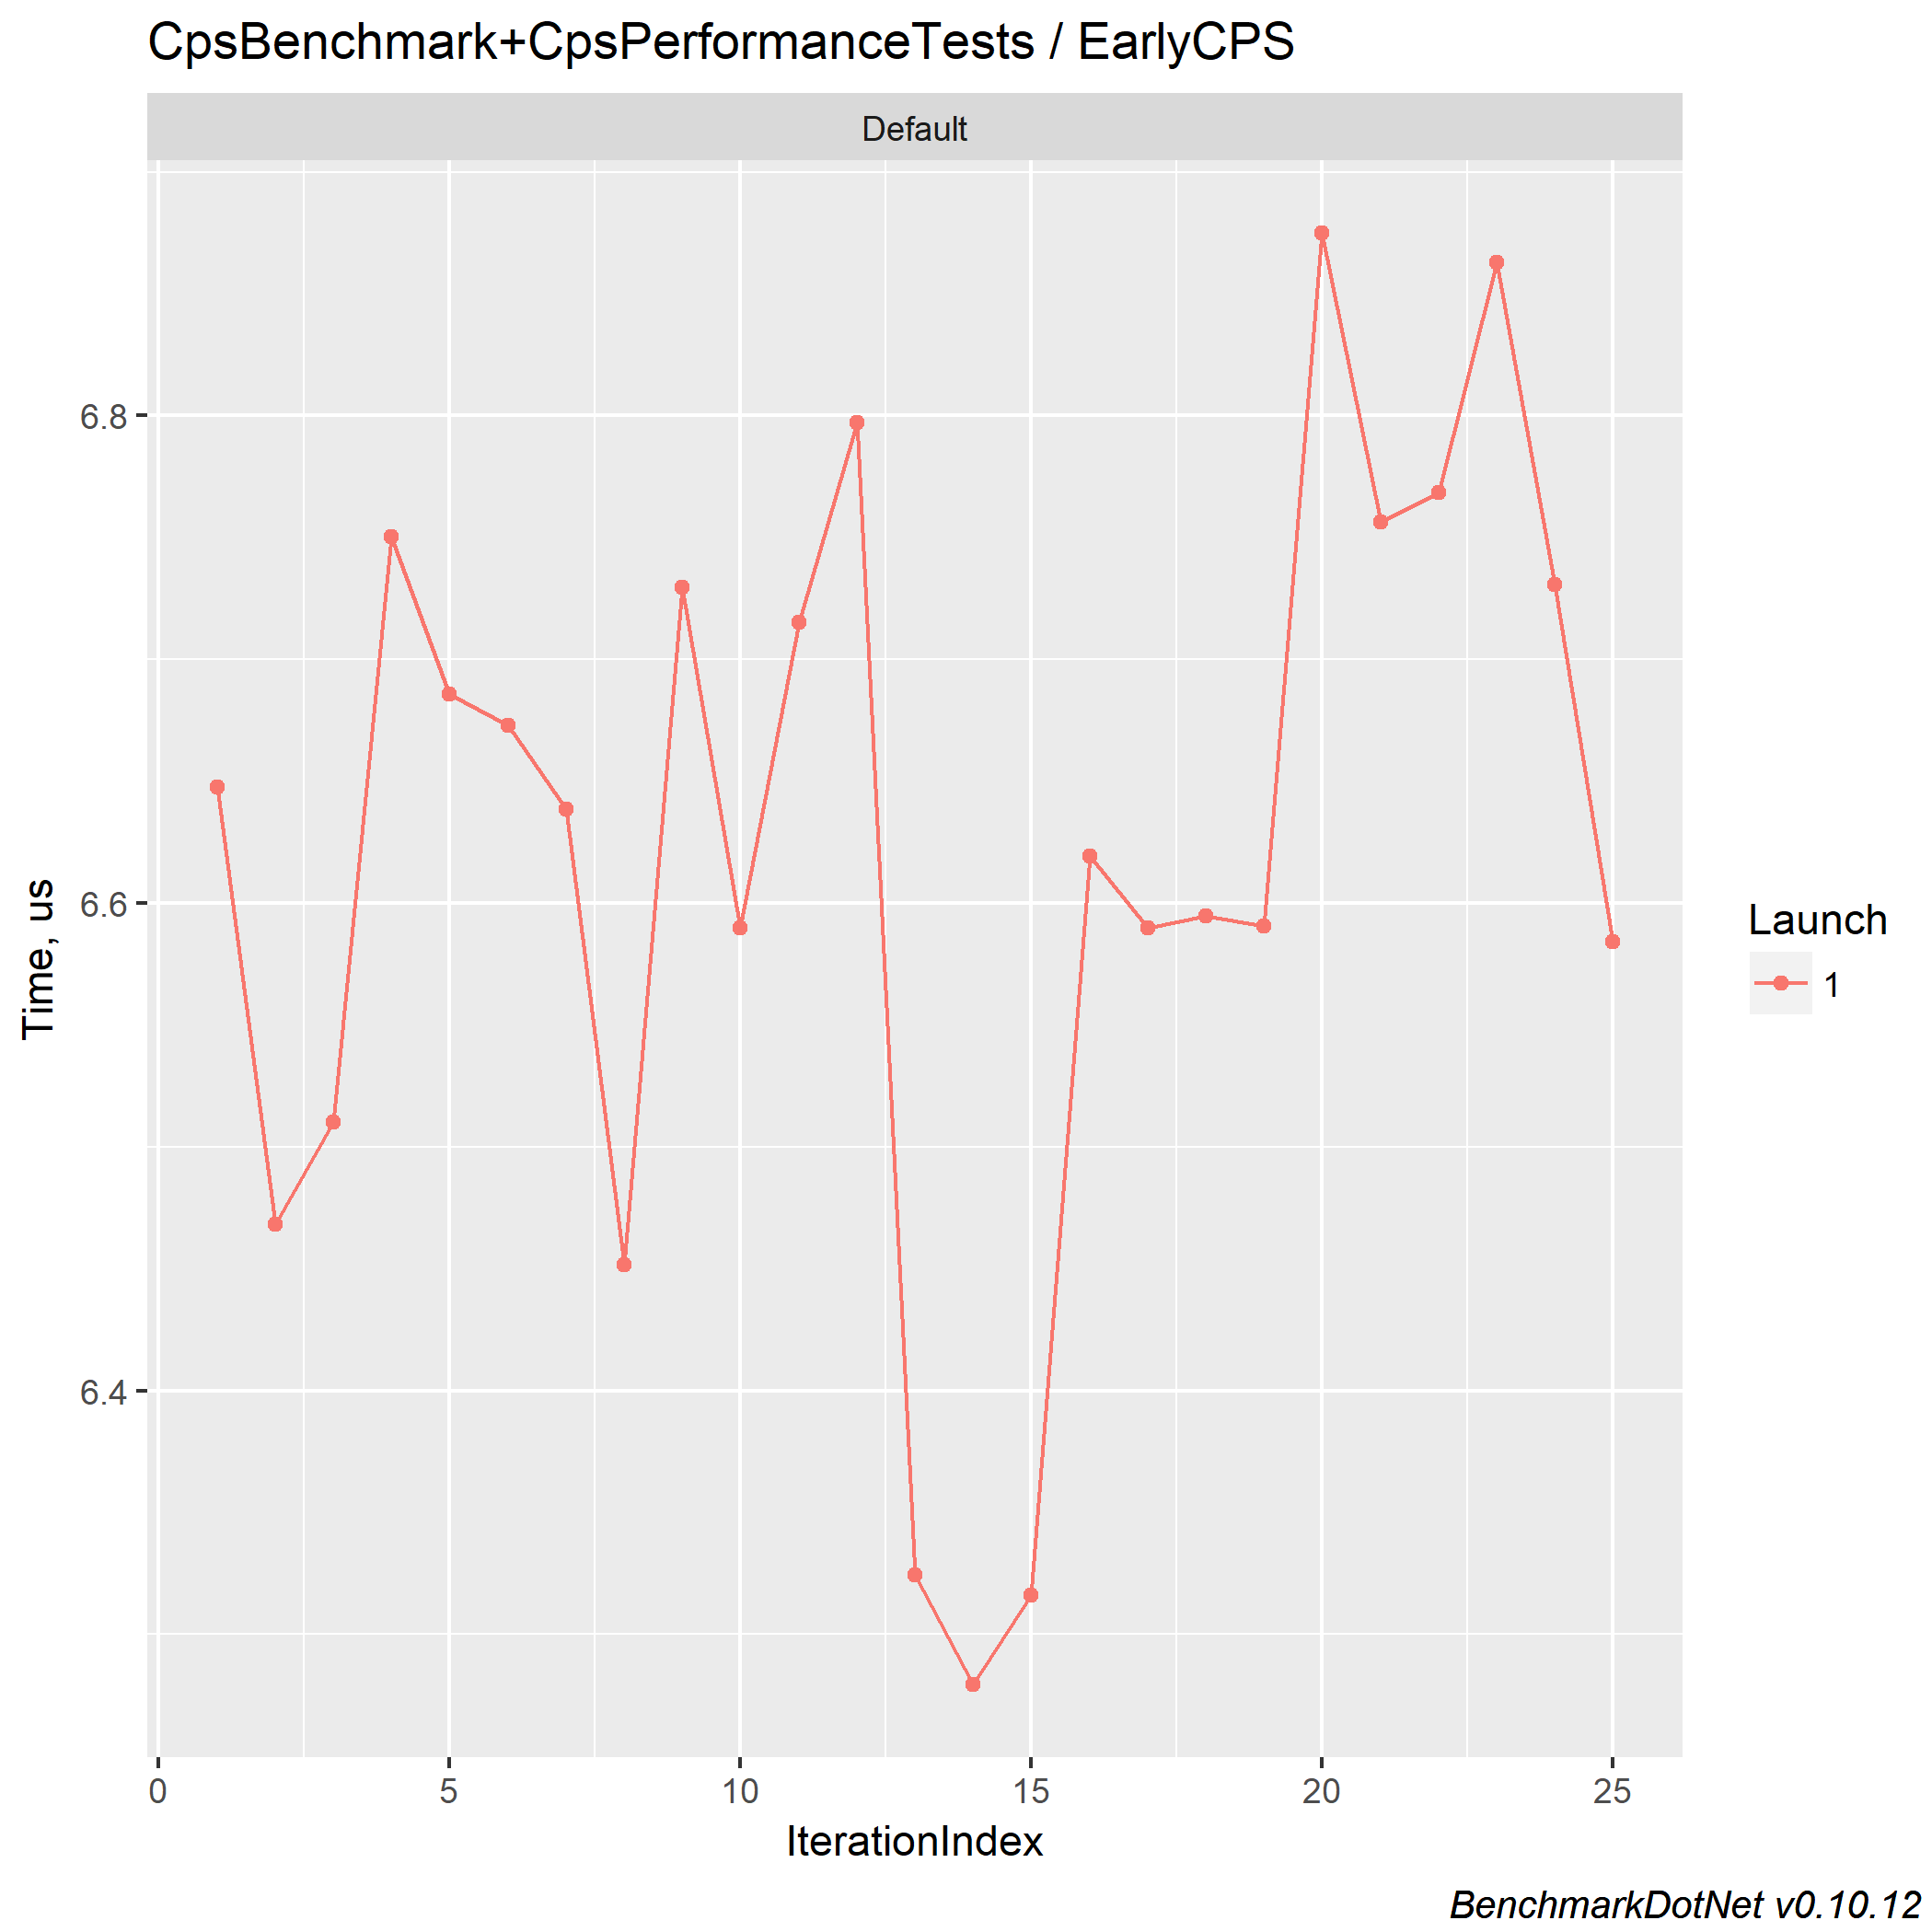 CpsBenchmark+CpsPerformanceTests / EarlyCPS
Default
6.8
6.6
6.4
Time, us
0 5 10 15 20 25
IterationIndex
Launch
1
BenchmarkDotNet v0.10.12